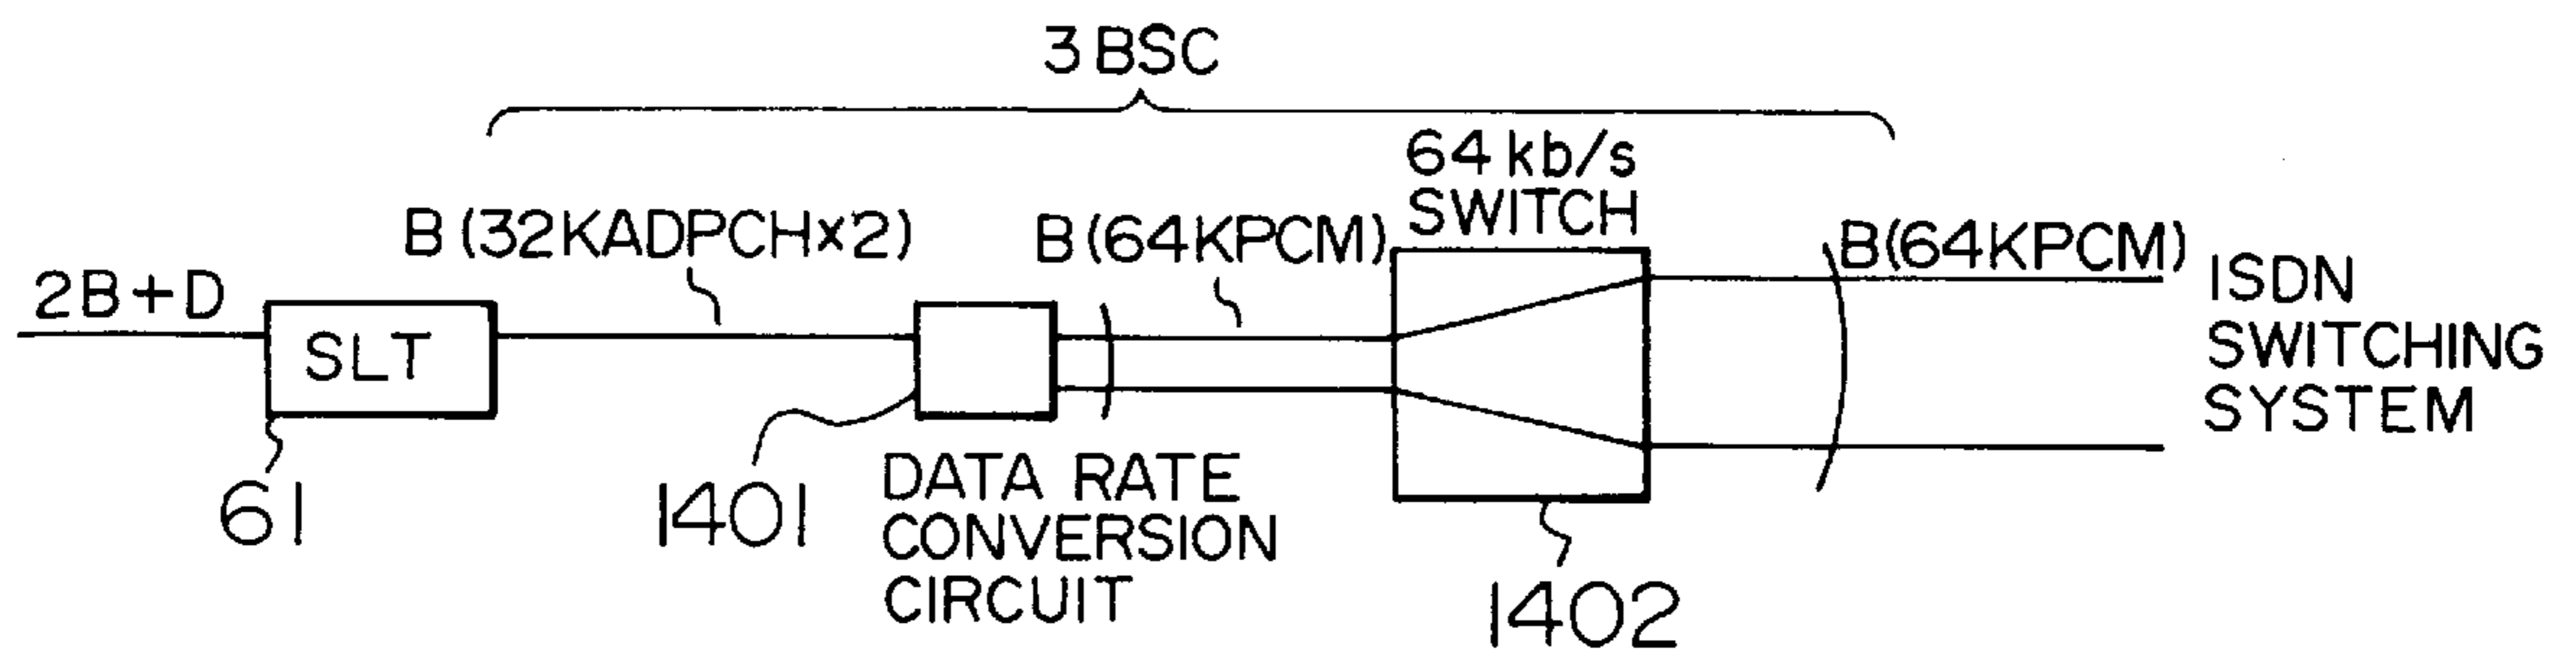 3 BSC
64 kb/s
SWITCH
B (32KADPCH×2)
B (64KPCM)
B(64KPCM)
2B+D
SLT
ISDN
SWITCHING
SYSTEM
61
1401
DATA RATE
CONVERSION
CIRCUIT
1402